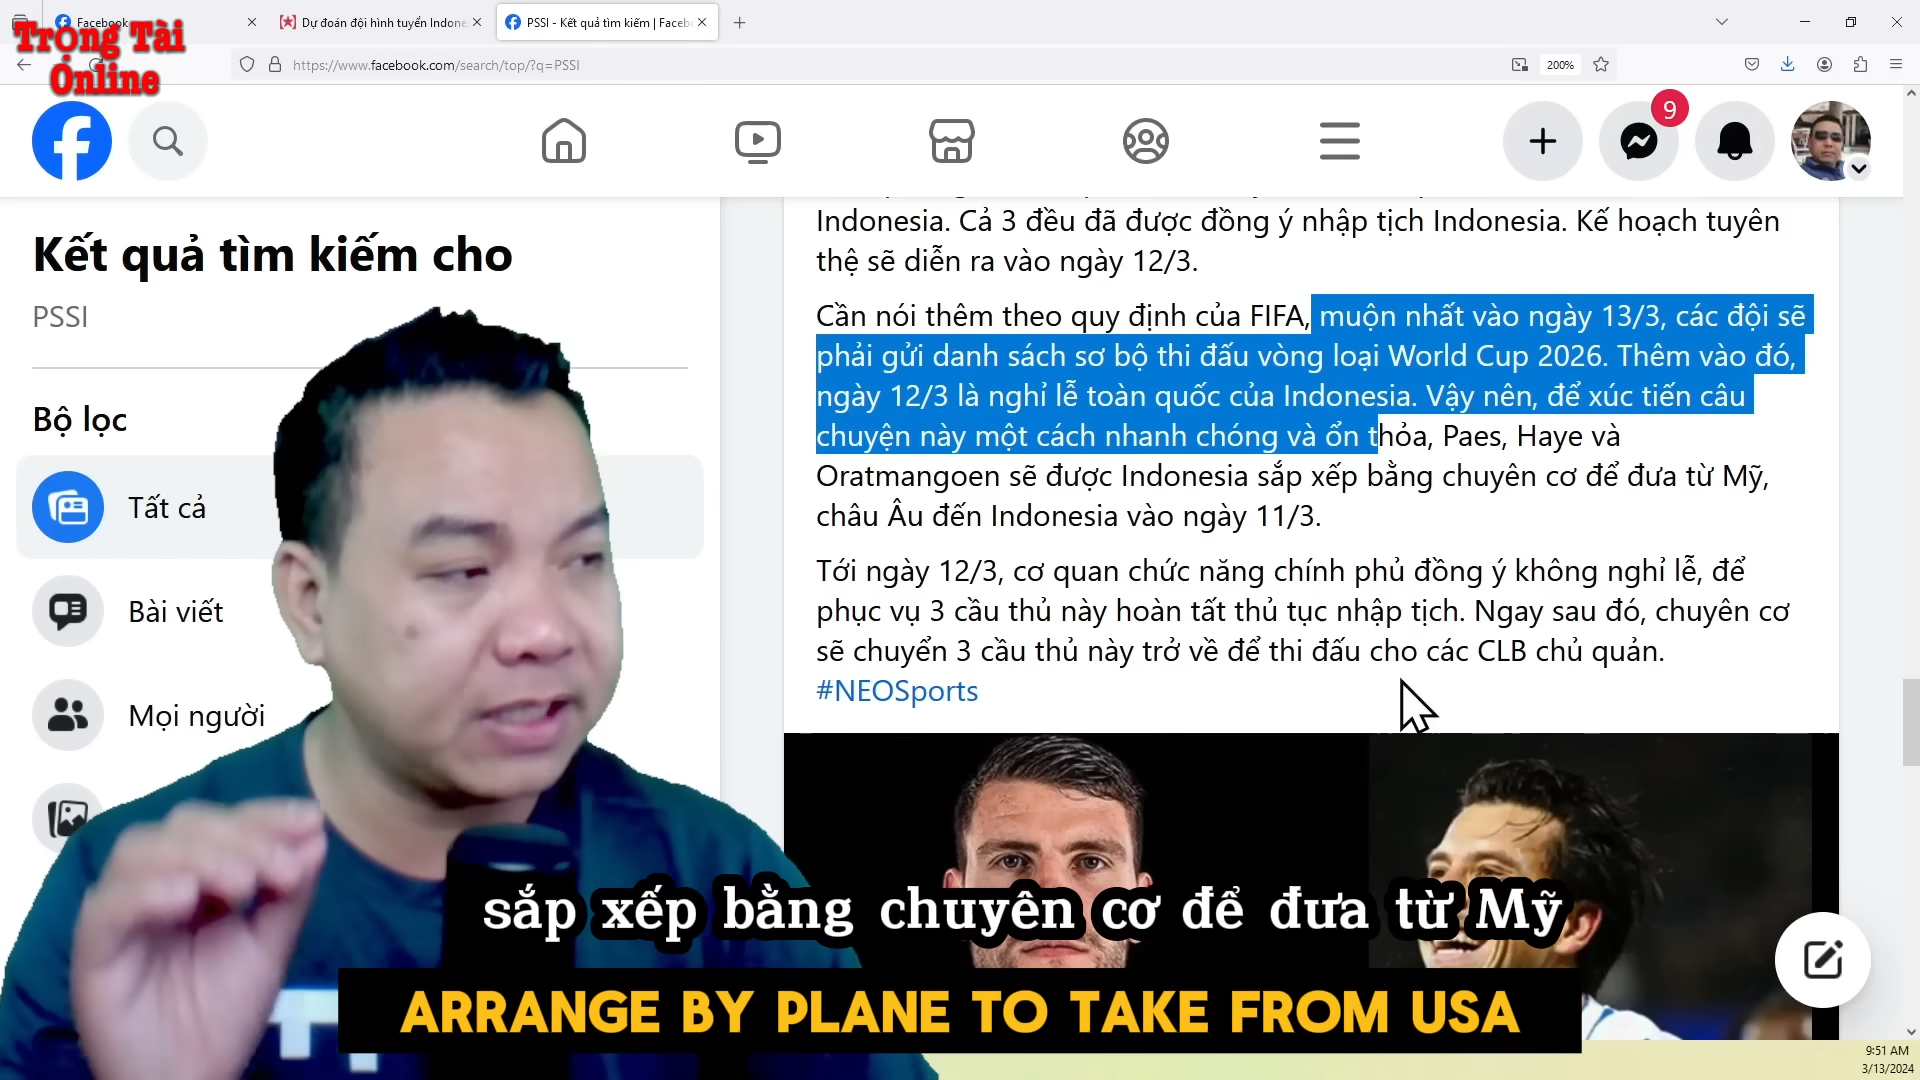 Facebook
Dự đoán đội hình tuyển Indone
PSSI - Kết quả tìm kiếm | Faceb
Trọng Tài
Online
https://www.facebook.com/search/top/?q=PSSI
200%
9
Kết quả tìm kiếm cho
PSSI
Bộ lọc
Tất cả
Bài viết
Mọi người
Indonesia. Cả 3 đều đã được đồng ý nhập tịch Indonesia. Kế hoạch tuyên
thệ sẽ diễn ra vào ngày 12/3.
Cần nói thêm theo quy định của FIFA, muộn nhất vào ngày 13/3, các đội sẽ
phải gửi danh sách sơ bộ thi đấu vòng loại World Cup 2026. Thêm vào đó,
ngày 12/3 là nghỉ lễ toàn quốc của Indonesia. Vậy nên, để xúc tiến câu
chuyện này một cách nhanh chóng và ổn thỏa, Paes, Haye và
Oratmangoen sẽ được Indonesia sắp xếp bằng chuyên cơ để đưa từ Mỹ,
châu Âu đến Indonesia vào ngày 11/3.
Tới ngày 12/3, cơ quan chức năng chính phủ đồng ý không nghỉ lễ, để
phục vụ 3 cầu thủ này hoàn tất thủ tục nhập tịch. Ngay sau đó, chuyên cơ
sẽ chuyển 3 cầu thủ này trở về để thi đấu cho các CLB chủ quản.
#NEOSports
sắp xếp bằng chuyên cơ để đưa từ Mỹ
ARRANGE BY PLANE TO TAKE FROM USA
9:51 AM
3/13/2024